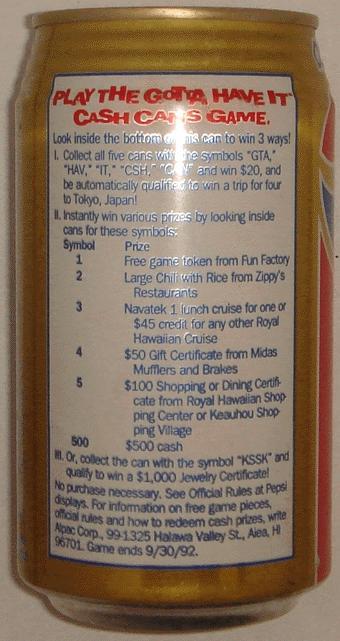 PLAY THE GOTTA HAVE IT
CASH CANS GAME.
Look inside the bottom of this can to win 3 ways!
I. Collect all five cans with the symbols "GTA,"
"HAV," "IT," "CSH," "CAN" and win $20, and
be automatically qualified to win a trip for four
to Tokyo, Japan!
II. Instantly win various prizes by looking inside
cans for these symbols:
Symbol Prize
1 Free game token from Fun Factory
2 Large Chili with Rice from Zippy's
Restaurants
3 Navatek 1 lunch cruise for one or
$45 credit for any other Royal
Hawaiian Cruise
4 $50 Gift Certificate from Midas
Mufflers and Brakes
5 $100 Shopping or Dining Certifi-
cate from Royal Hawaiian Shop-
ping Center or Keauhou Shop-
ping Village
500 $500 cash
III. Or, collect the can with the symbol "KSSK" and
qualify to win a $1,000 Jewelry Certificate!
No purchase necessary. See Official Rules at Pepsi
displays. For information on free game pieces,
official rules and how to redeem cash prizes, write
Alpac Corp., 99-1325 Halawa Valley St., Aiea, HI
96701. Game ends 9/30/92.